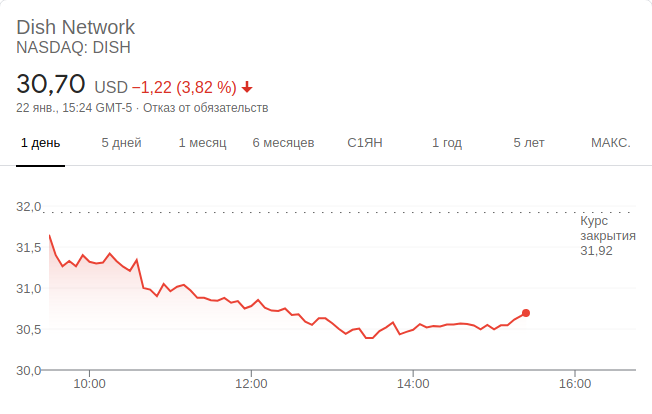 Dish Network
NASDAQ: DISH
30,70 USD −1,22 (3,82 %)
22 янв., 15:24 GMT-5 · Отказ от обязательств
1 день 5 дней 1 месяц 6 месяцев С1ЯН 1 год 5 лет МАКС.
32,0
Курс
закрытия
31,92
31,5
31,0
30,5
30,0
10:00 12:00 14:00 16:00